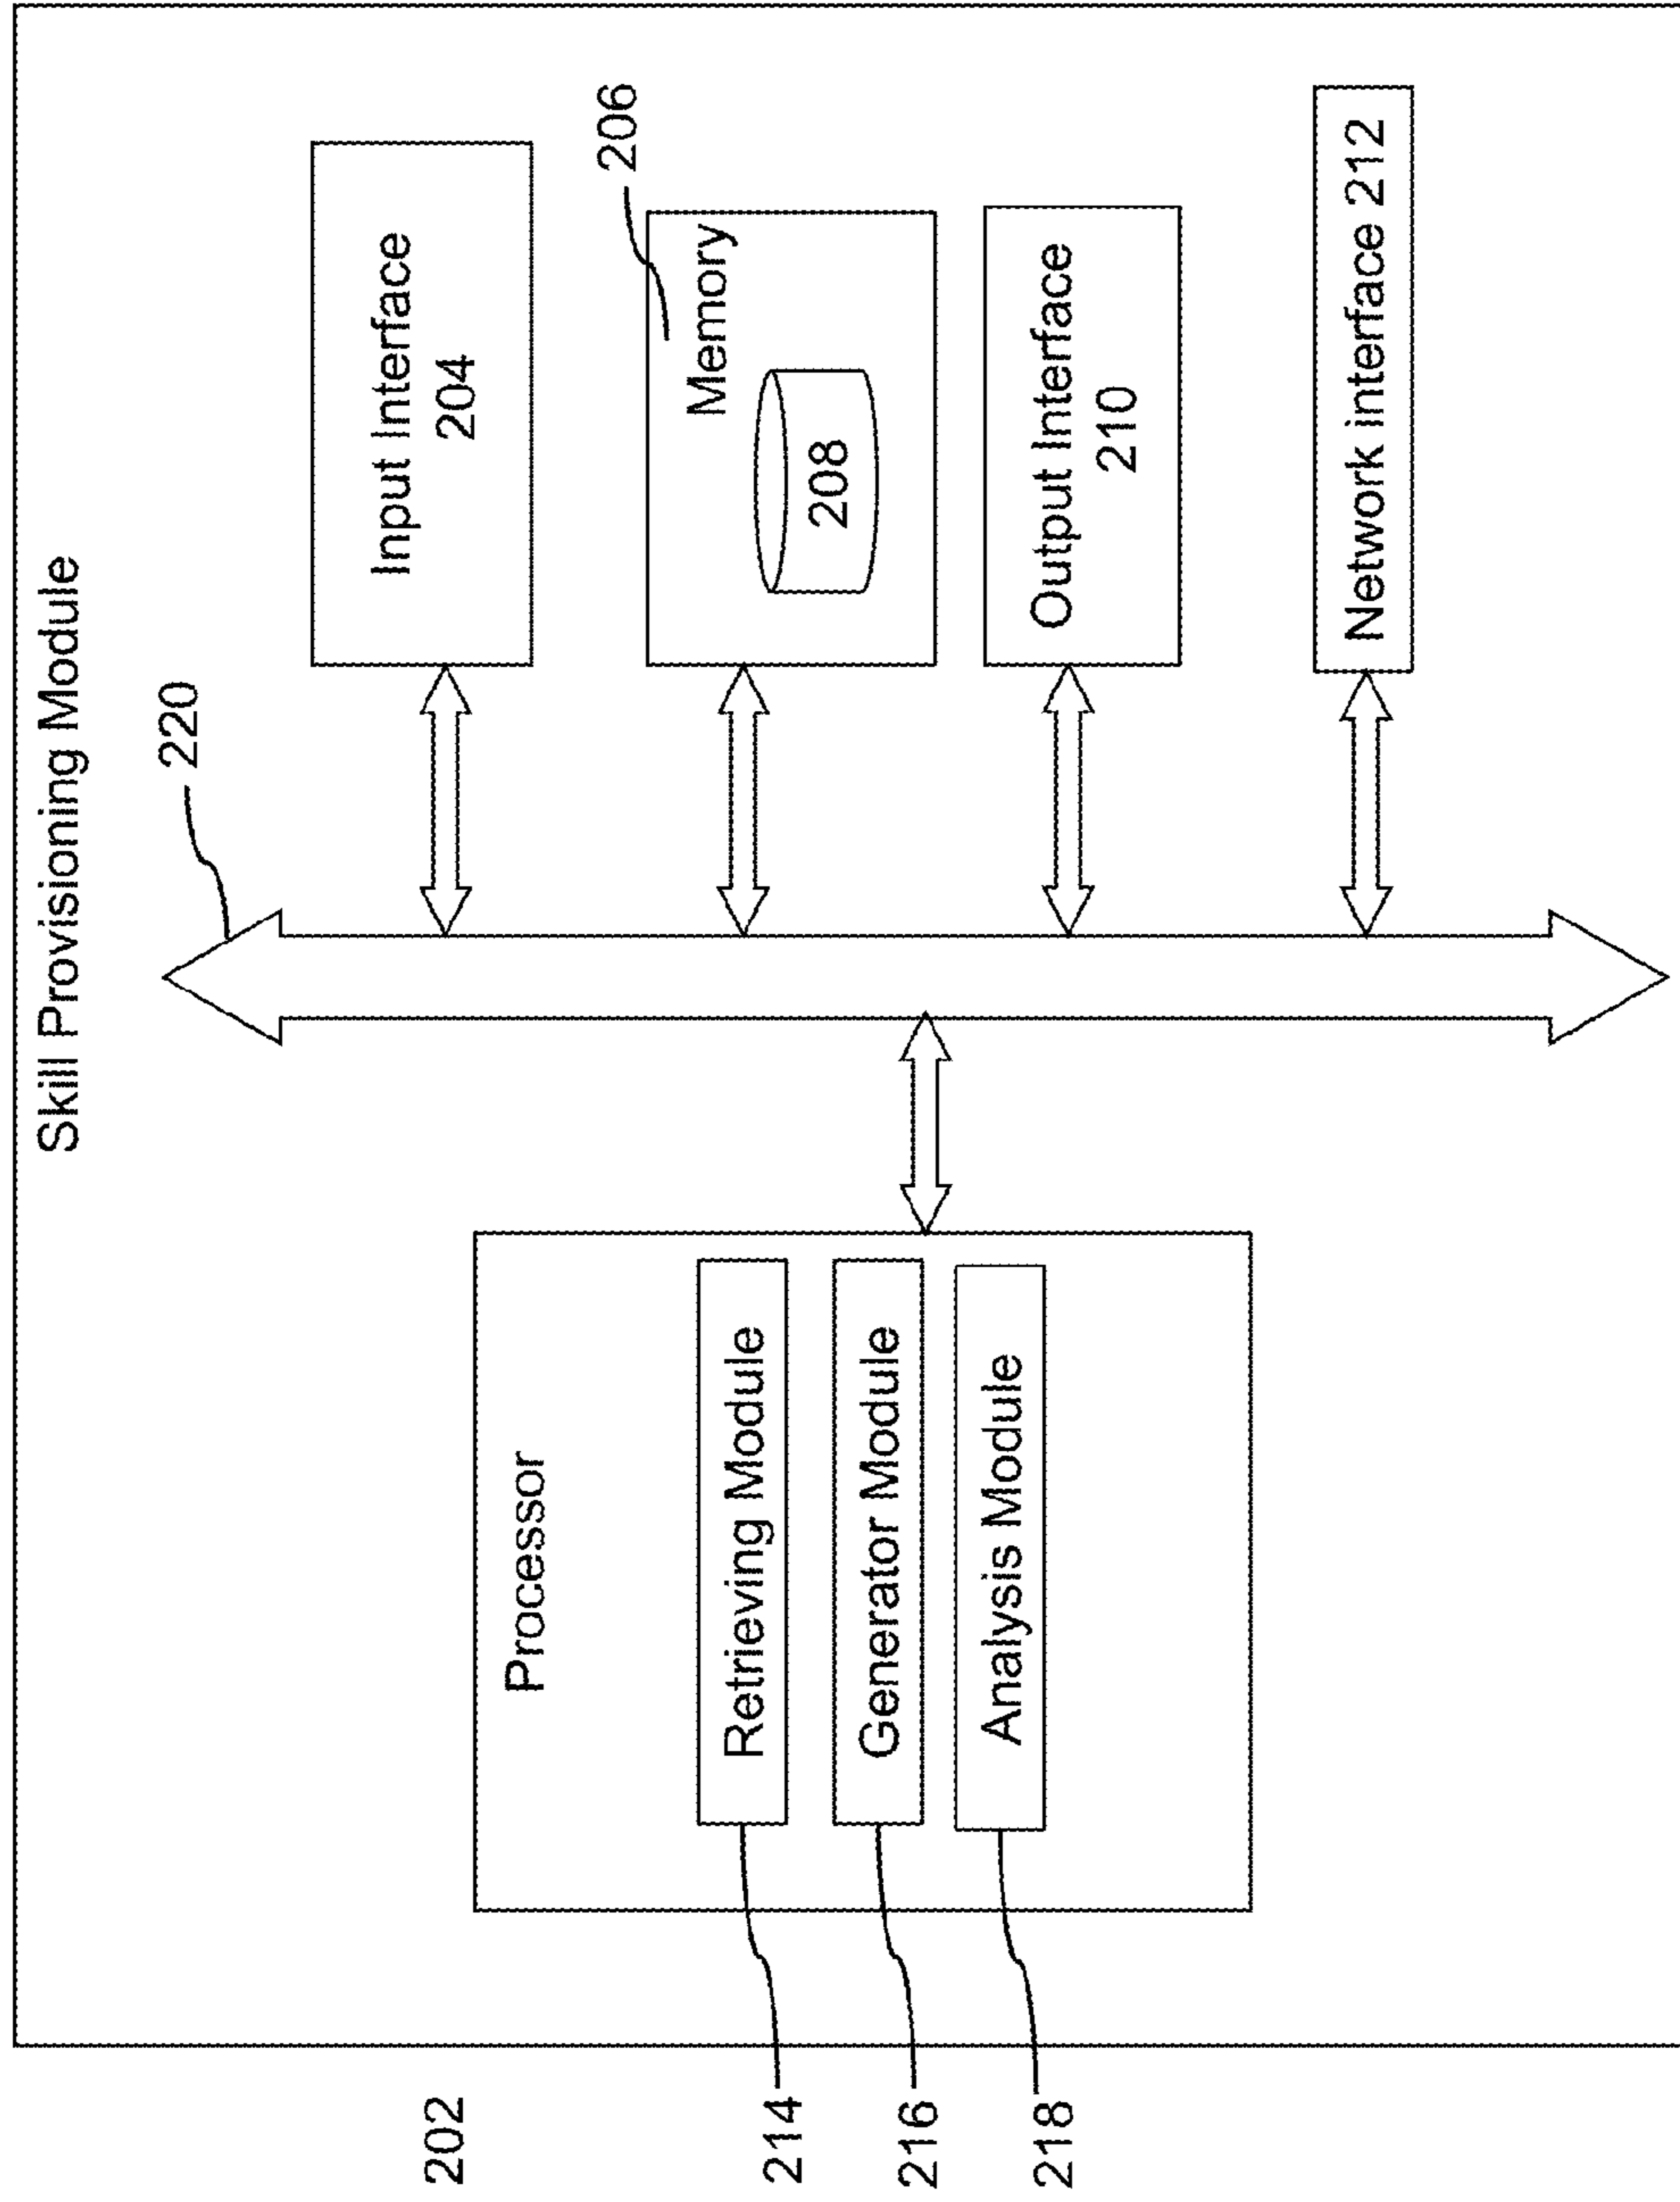 Skill Provisioning Module
220
Input Interface
204
206
Memory
208
Output Interface
210
Network interface 212
202
Processor
214
Retrieving Module
216
Generator Module
218
Analysis Module